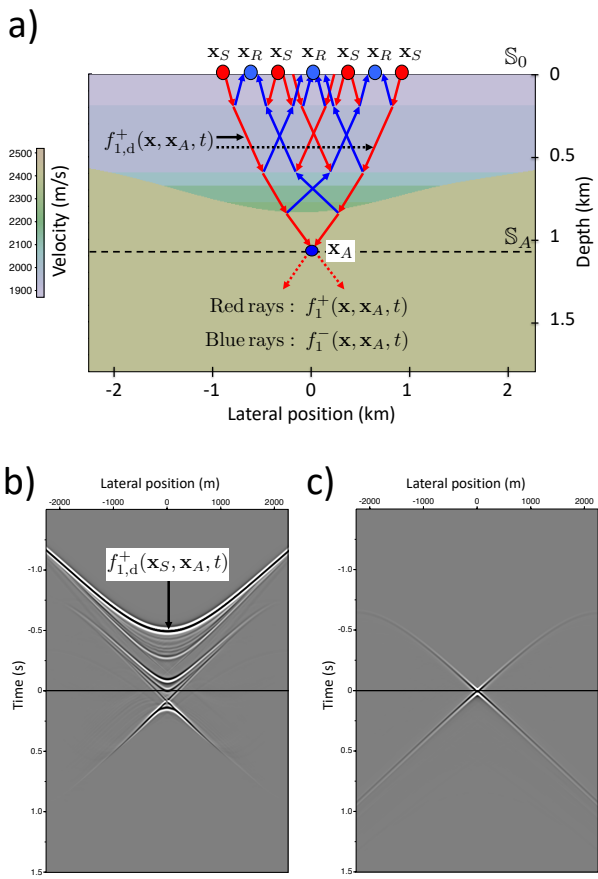 a)
x_S x_R x_S x_R x_S x_R x_S
𝕊_0
0
0.5
1
1.5
Depth (km)
2500
2400
2300
2200
2100
2000
1900
Velocity (m/s)
f_{1,d}^+(x, x_A, t)
𝕊_A
x_A
Red rays : f_1^+(x, x_A, t)
Blue rays : f_1^-(x, x_A, t)
-2 -1 0 1 2
Lateral position (km)
b)
Lateral position (m)
-2000 -1000 0 1000 2000
f_{1,d}^+(x_S, x_A, t)
-1.0
-0.5
0
0.5
1.0
1.5
Time (s)
c)
Lateral position (m)
-2000 -1000 0 1000 2000
-1.0
-0.5
0
0.5
1.0
1.5
Time (s)